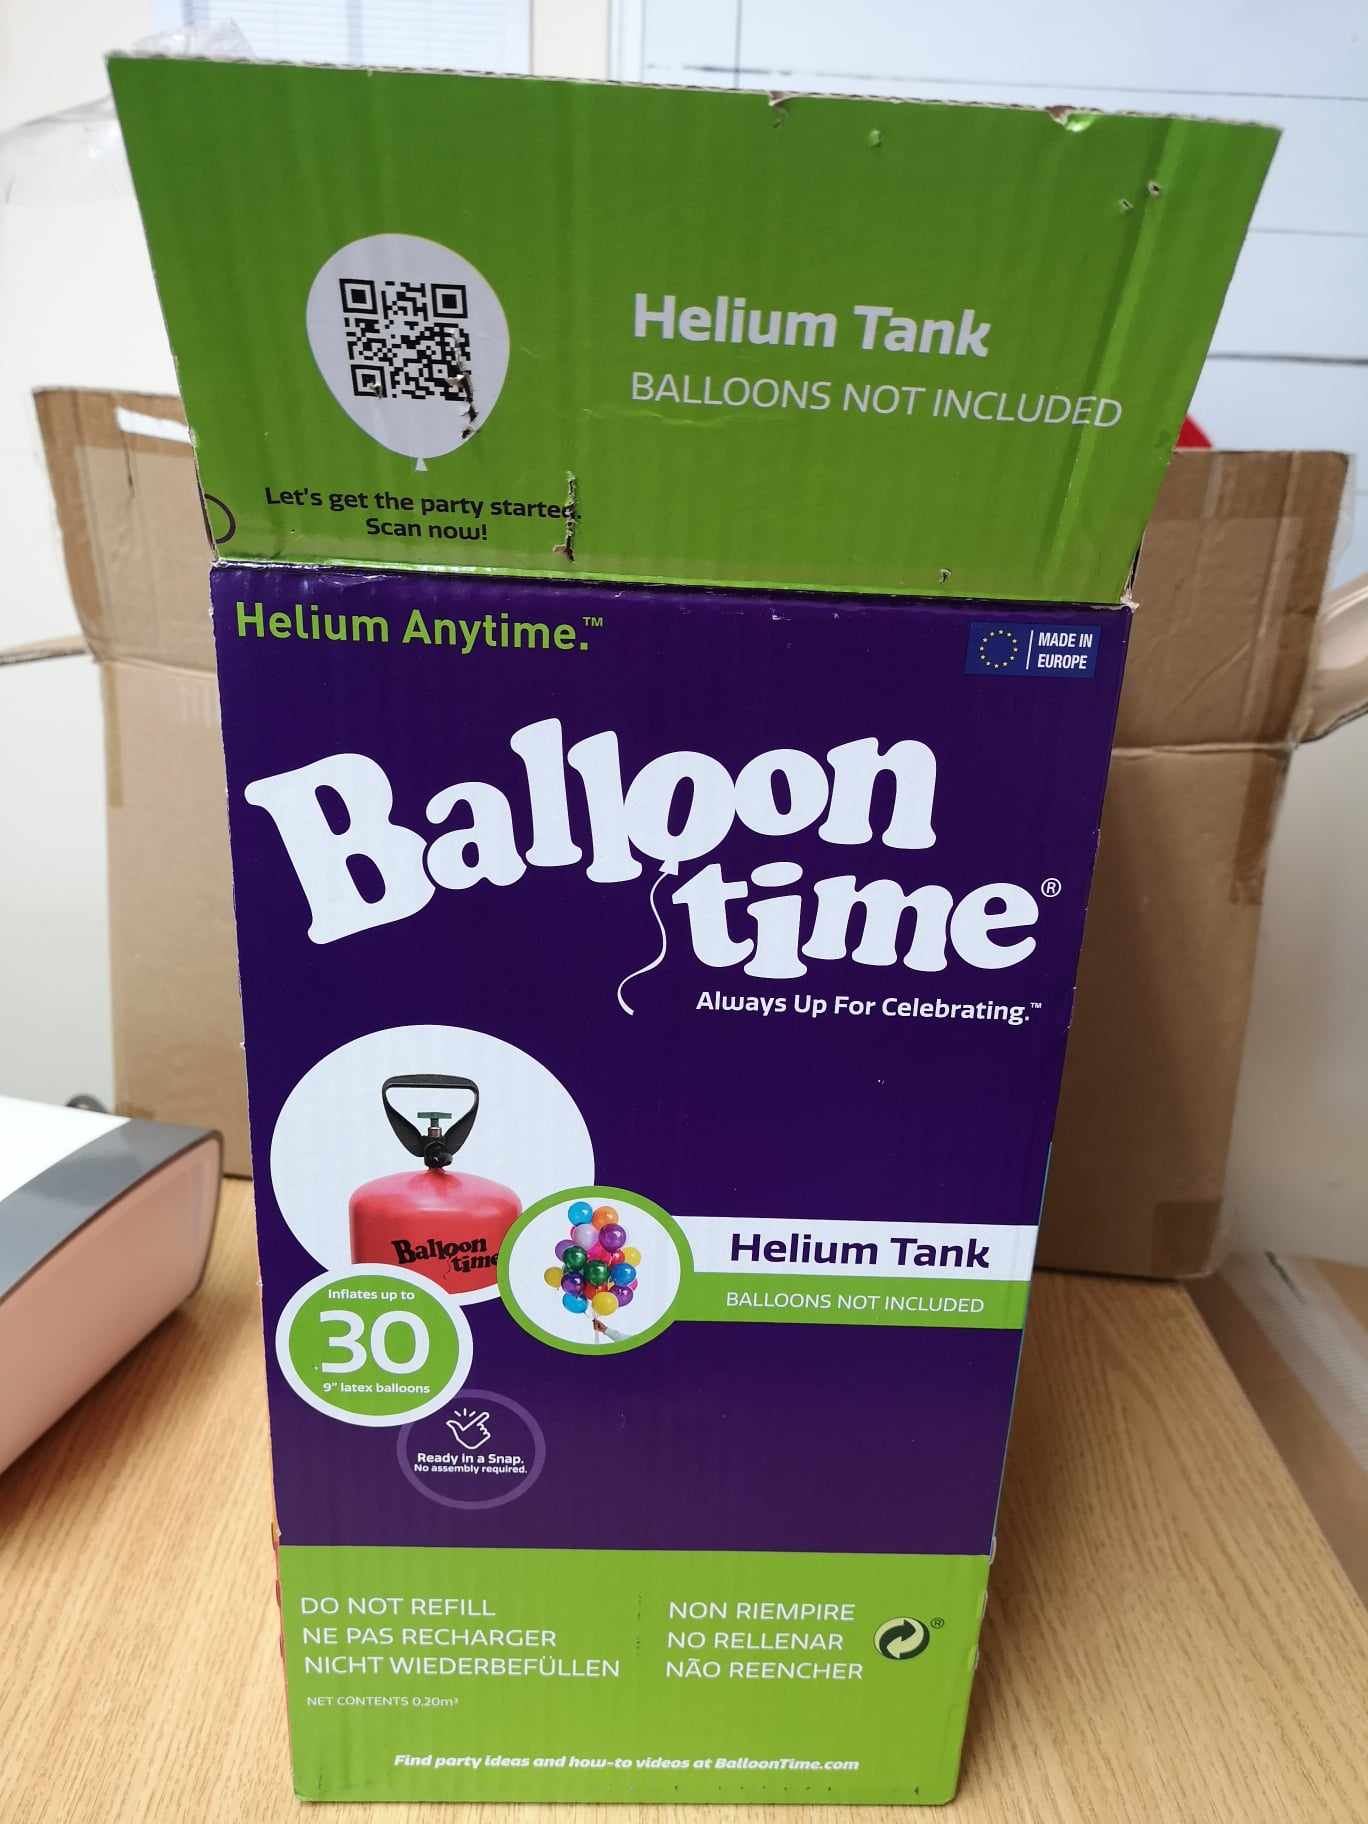 Helium Tank
BALLOONS NOT INCLUDED
Let's get the party started.
Scan now!
Helium Anytime.™
MADE IN
EUROPE
Balloon
time®
Always Up For Celebrating.™
Balloon
time
Helium Tank
BALLOONS NOT INCLUDED
Inflates up to
30
9" latex balloons
Ready in a Snap.
No assembly required.
DO NOT REFILL
NE PAS RECHARGER
NICHT WIEDERBEFÜLLEN
NON RIEMPIRE
NO RELLENAR
NÃO REENCHER
®
NET CONTENTS 0,20m³
Find party ideas and how-to videos at BalloonTime.com